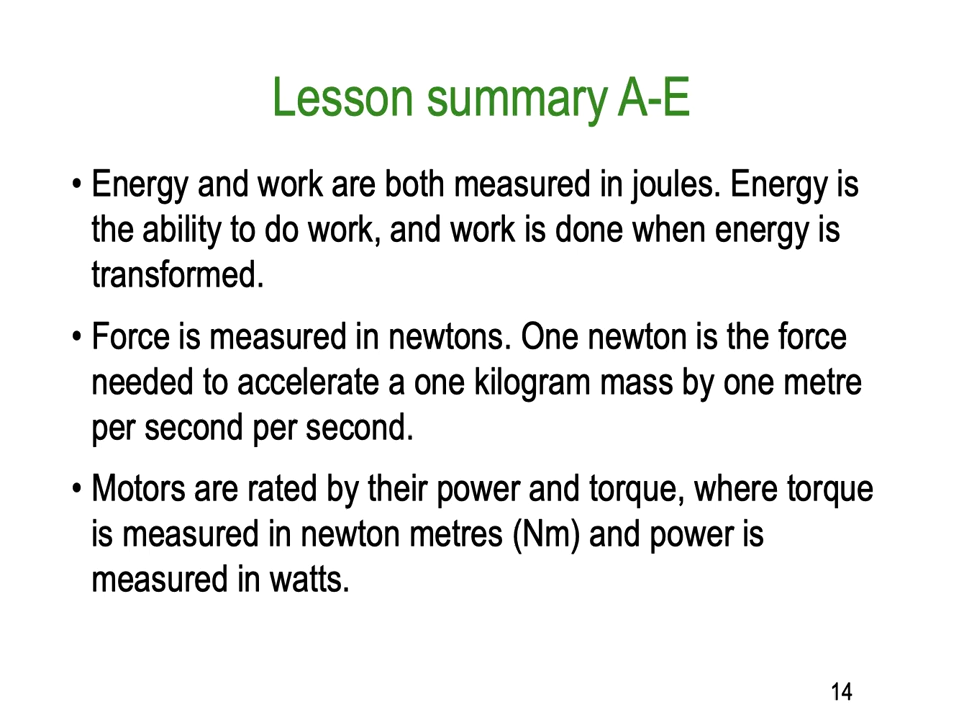 Lesson summary A-E
• Energy and work are both measured in joules. Energy is
the ability to do work, and work is done when energy is
transformed.
• Force is measured in newtons. One newton is the force
needed to accelerate a one kilogram mass by one metre
per second per second.
• Motors are rated by their power and torque, where torque
is measured in newton metres (Nm) and power is
measured in watts.
14